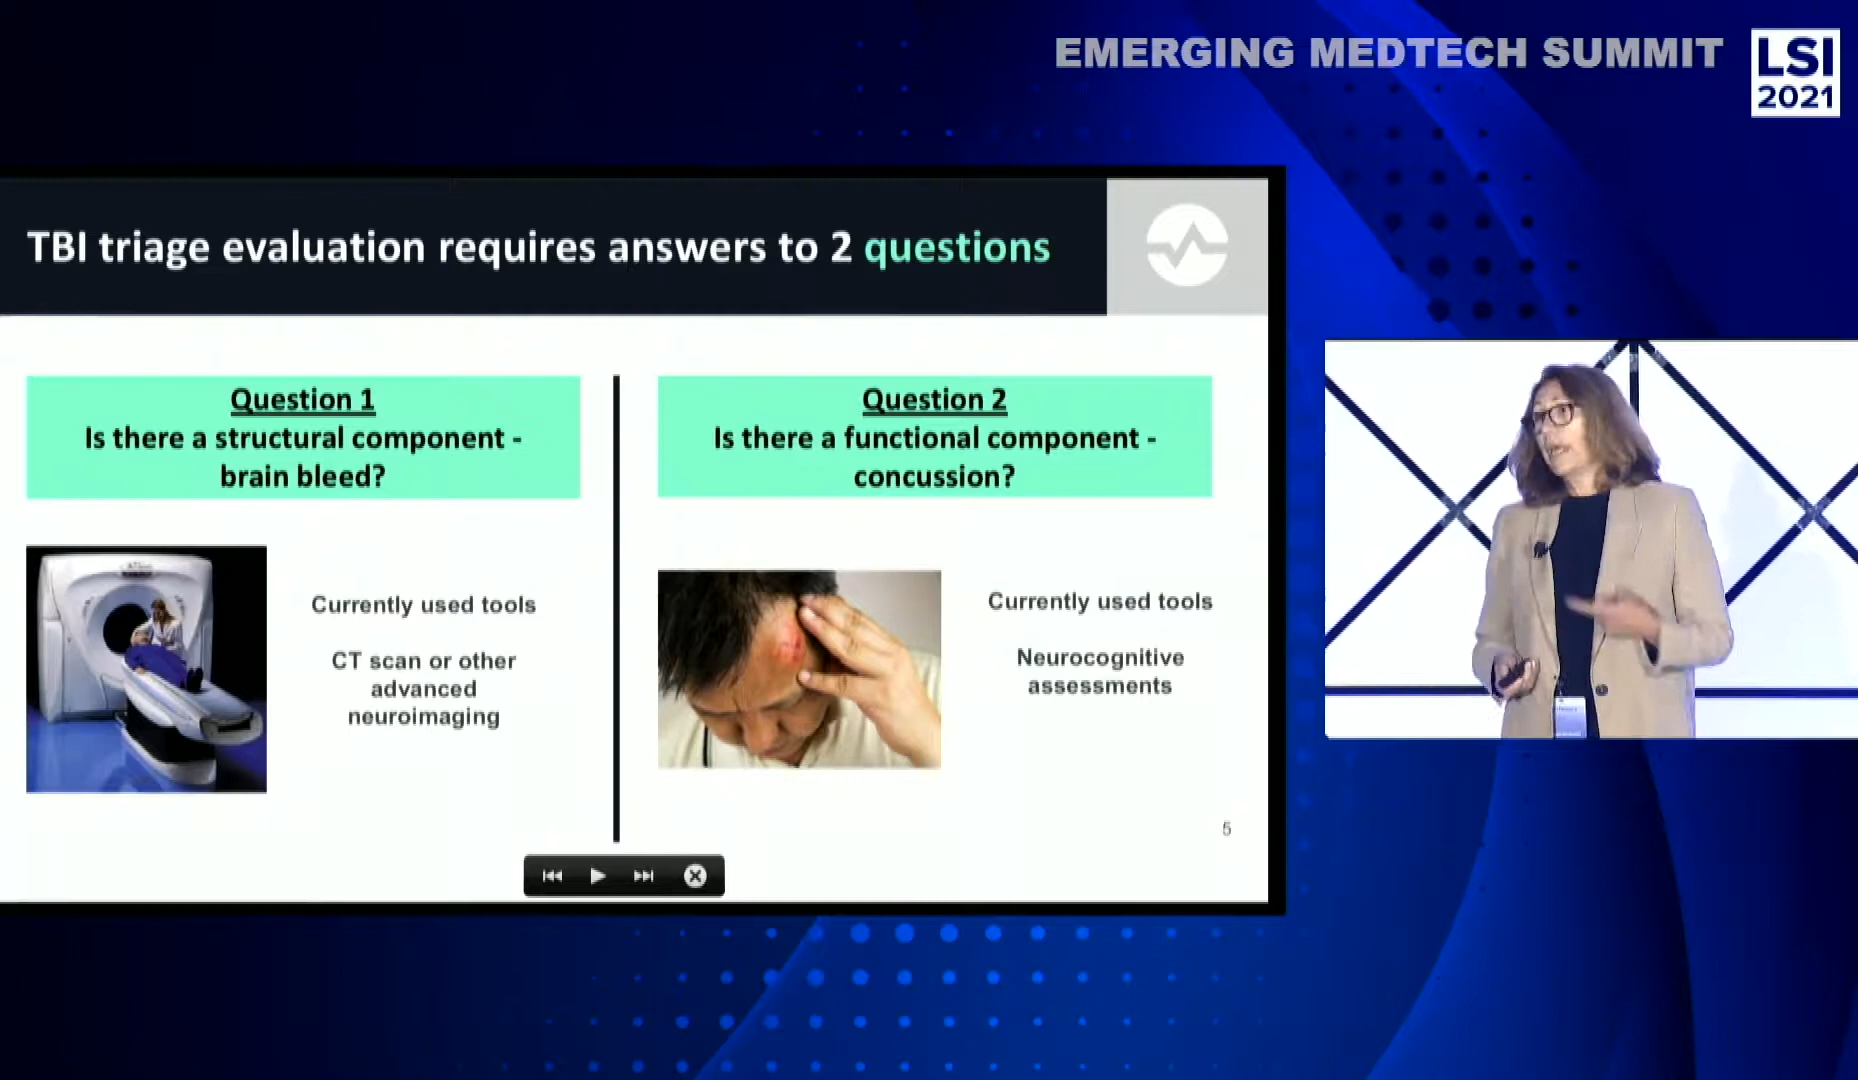 EMERGING MEDTECH SUMMIT
LSI
2021
TBI triage evaluation requires answers to 2 questions
Question 1
Is there a structural component -
brain bleed?
Currently used tools
CT scan or other
advanced
neuroimaging
Question 2
Is there a functional component -
concussion?
Currently used tools
Neurocognitive
assessments
5